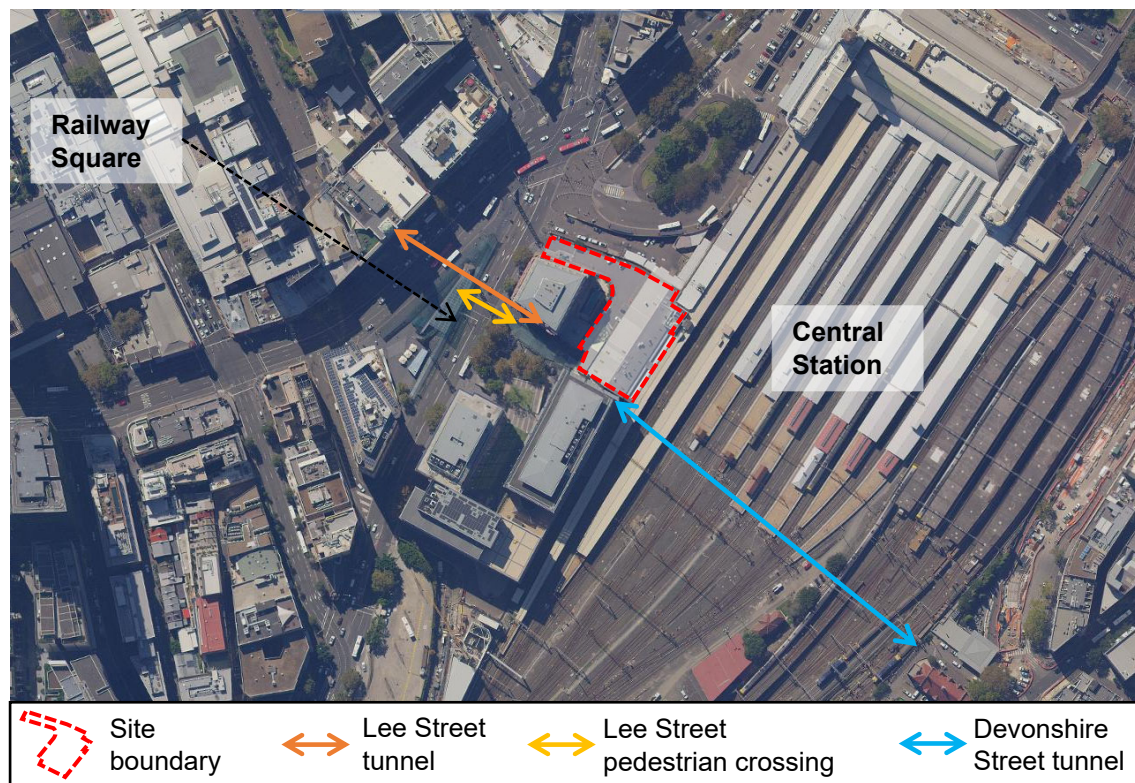 Railway
Square
Central
Station
Site
boundary
Lee Street
tunnel
Lee Street
pedestrian crossing
Devonshire
Street tunnel